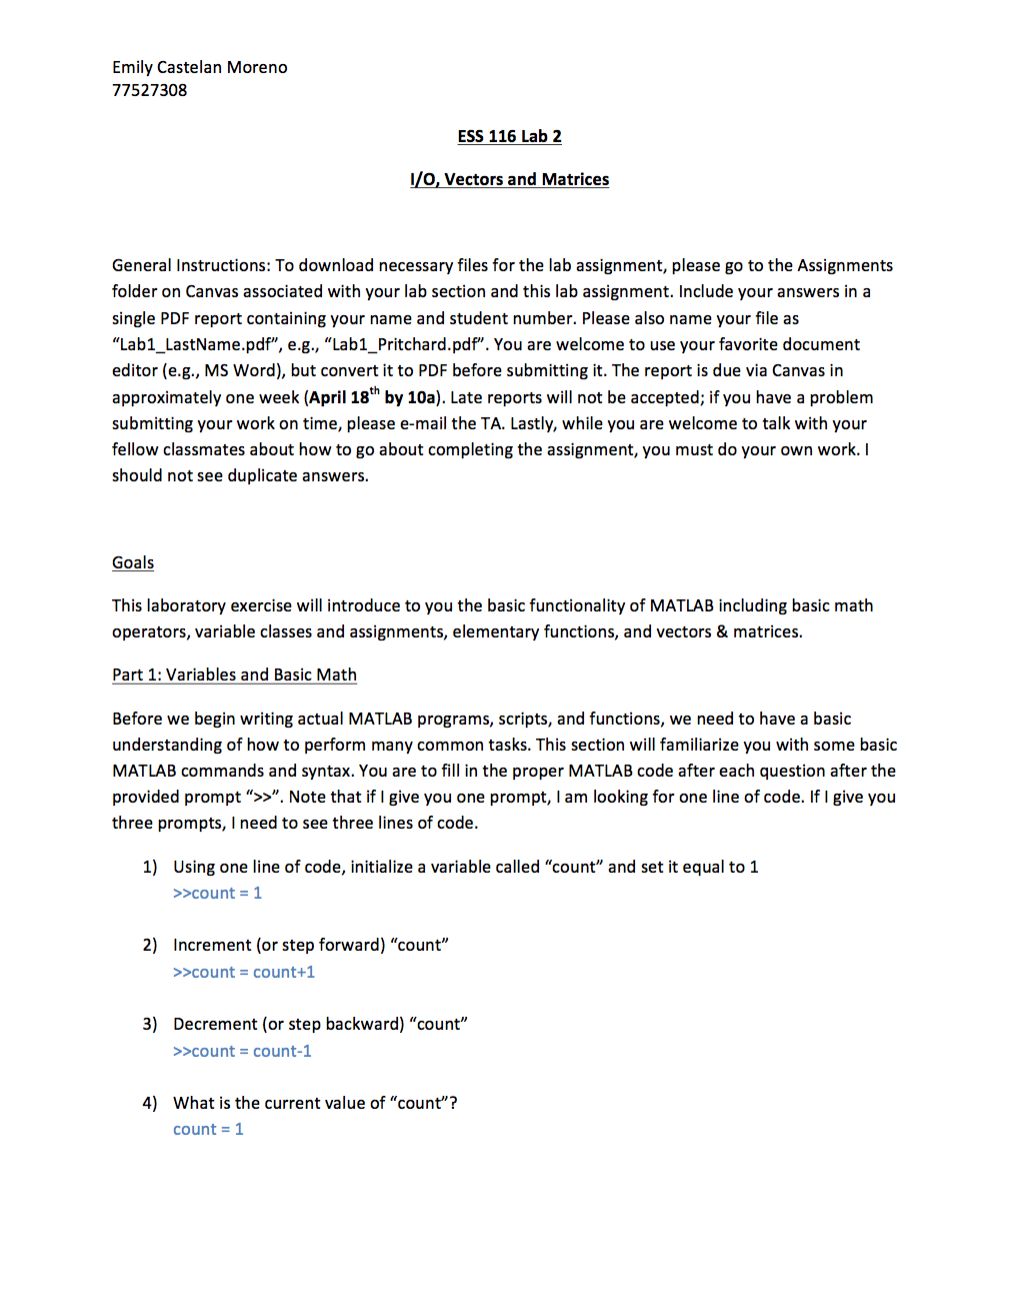 Emily Castelan Moreno
77527308
ESS 116 Lab 2
I/O, Vectors and Matrices
General Instructions: To download necessary files for the lab assignment, please go to the Assignments
folder on Canvas associated with your lab section and this lab assignment. Include your answers in a
single PDF report containing your name and student number. Please also name your file as
“Lab1_LastName.pdf”, e.g., “Lab1_Pritchard.pdf”. You are welcome to use your favorite document
editor (e.g., MS Word), but convert it to PDF before submitting it. The report is due via Canvas in
approximately one week (April 18th by 10a). Late reports will not be accepted; if you have a problem
submitting your work on time, please e-mail the TA. Lastly, while you are welcome to talk with your
fellow classmates about how to go about completing the assignment, you must do your own work. I
should not see duplicate answers.
Goals
This laboratory exercise will introduce to you the basic functionality of MATLAB including basic math
operators, variable classes and assignments, elementary functions, and vectors & matrices.
Part 1: Variables and Basic Math
Before we begin writing actual MATLAB programs, scripts, and functions, we need to have a basic
understanding of how to perform many common tasks. This section will familiarize you with some basic
MATLAB commands and syntax. You are to fill in the proper MATLAB code after each question after the
provided prompt “>>”. Note that if I give you one prompt, I am looking for one line of code. If I give you
three prompts, I need to see three lines of code.
1) Using one line of code, initialize a variable called “count” and set it equal to 1
>>count = 1
2) Increment (or step forward) “count”
>>count = count+1
3) Decrement (or step backward) “count”
>>count = count-1
4) What is the current value of “count”?
count = 1